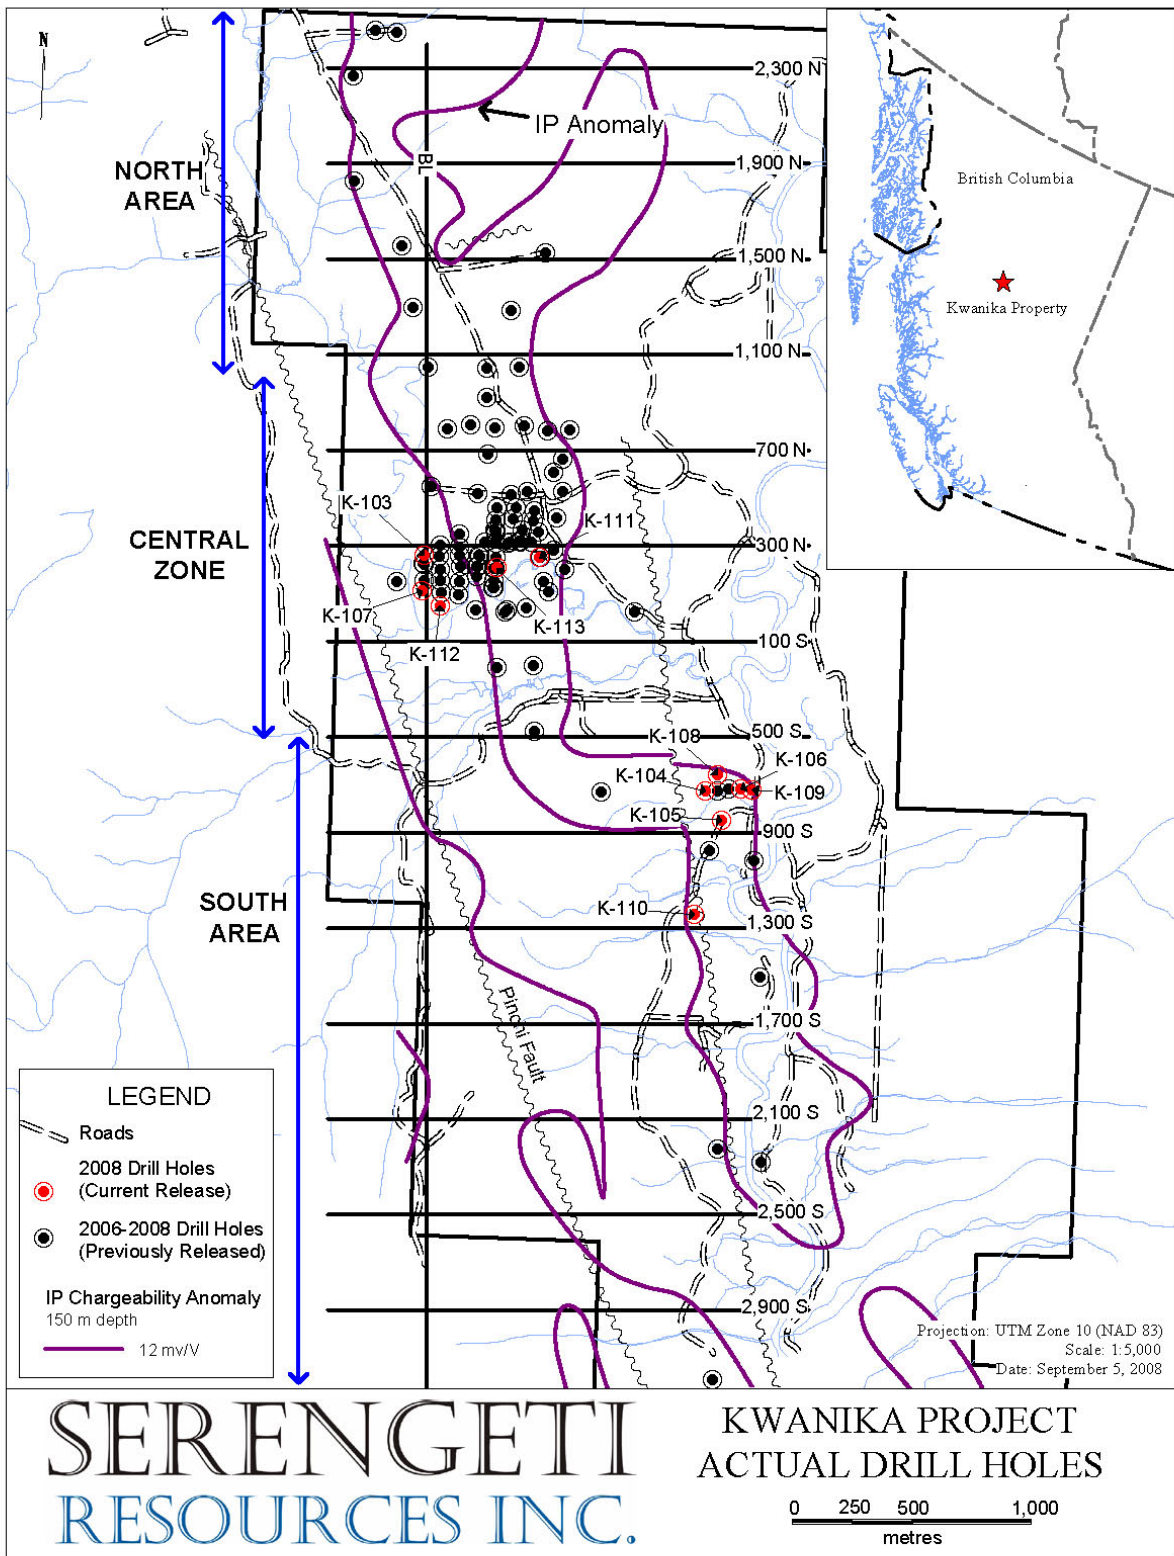 N
2,300 N
IP Anomaly
BL
1,900 N
NORTH
AREA
British Columbia
1,500 N
Kwanika Property
1,100 N
700 N
K-103
K-111
CENTRAL
ZONE
300 N
K-107
K-113
K-112
100 S
500 S
K-108
K-106
K-104
K-109
K-105
900 S
SOUTH
AREA
K-110
1,300 S
Pinchi Fault
1,700 S
LEGEND
2,100 S
Roads
2008 Drill Holes
(Current Release)
2,500 S
2006-2008 Drill Holes
(Previously Released)
IP Chargeability Anomaly
150 m depth
2,900 S
12 mv/V
Projection: UTM Zone 10 (NAD 83)
Scale: 1:5,000
Date: September 5, 2008
SERENGETI
RESOURCES INC.
KWANIKA PROJECT
ACTUAL DRILL HOLES
0 250 500 1,000
metres